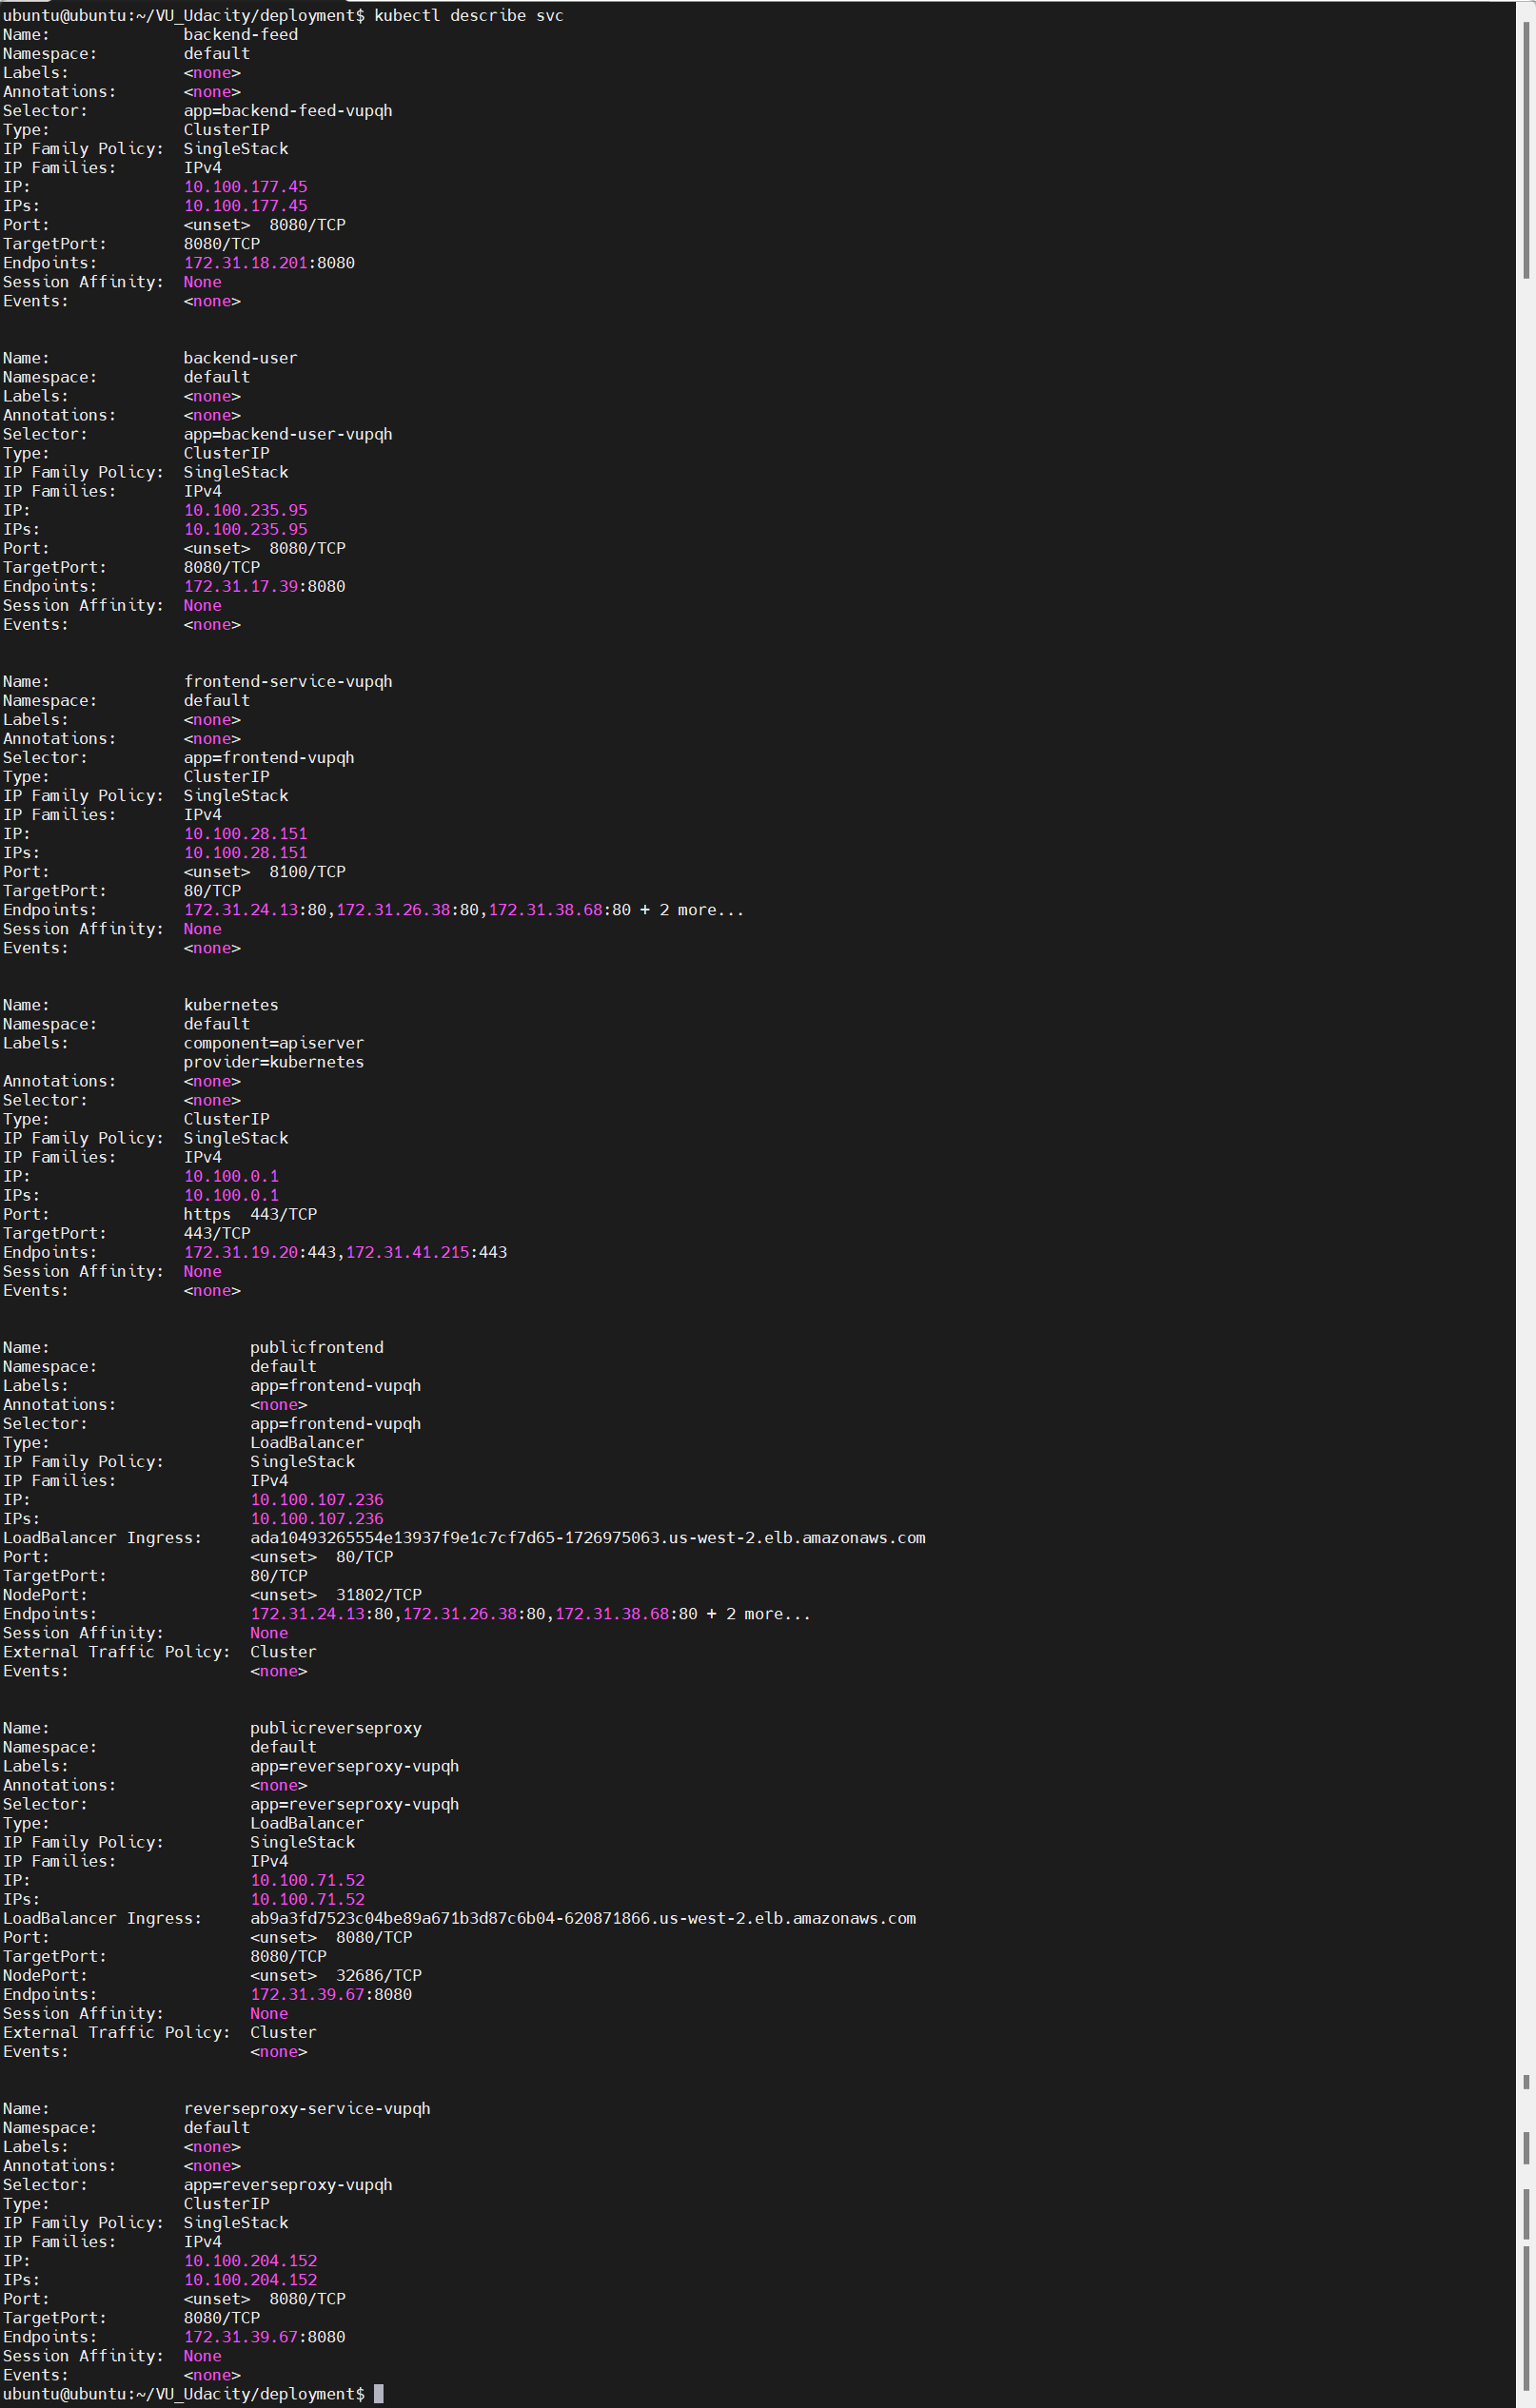 ubuntu@ubuntu:~/VU_Udacity/deployment$ kubectl describe svc
Name:              backend-feed
Namespace:         default
Labels:            <none>
Annotations:       <none>
Selector:          app=backend-feed-vupqh
Type:              ClusterIP
IP Family Policy:  SingleStack
IP Families:       IPv4
IP:                10.100.177.45
IPs:               10.100.177.45
Port:              <unset>  8080/TCP
TargetPort:        8080/TCP
Endpoints:         172.31.18.201:8080
Session Affinity:  None
Events:            <none>

Name:              backend-user
Namespace:         default
Labels:            <none>
Annotations:       <none>
Selector:          app=backend-user-vupqh
Type:              ClusterIP
IP Family Policy:  SingleStack
IP Families:       IPv4
IP:                10.100.235.95
IPs:               10.100.235.95
Port:              <unset>  8080/TCP
TargetPort:        8080/TCP
Endpoints:         172.31.17.39:8080
Session Affinity:  None
Events:            <none>

Name:              frontend-service-vupqh
Namespace:         default
Labels:            <none>
Annotations:       <none>
Selector:          app=frontend-vupqh
Type:              ClusterIP
IP Family Policy:  SingleStack
IP Families:       IPv4
IP:                10.100.28.151
IPs:               10.100.28.151
Port:              <unset>  8100/TCP
TargetPort:        80/TCP
Endpoints:         172.31.24.13:80,172.31.26.38:80,172.31.38.68:80 + 2 more...
Session Affinity:  None
Events:            <none>

Name:              kubernetes
Namespace:         default
Labels:            component=apiserver
                   provider=kubernetes
Annotations:       <none>
Selector:          <none>
Type:              ClusterIP
IP Family Policy:  SingleStack
IP Families:       IPv4
IP:                10.100.0.1
IPs:               10.100.0.1
Port:              https  443/TCP
TargetPort:        443/TCP
Endpoints:         172.31.19.20:443,172.31.41.215:443
Session Affinity:  None
Events:            <none>

Name:                     publicfrontend
Namespace:                default
Labels:                   app=frontend-vupqh
Annotations:              <none>
Selector:                 app=frontend-vupqh
Type:                     LoadBalancer
IP Family Policy:         SingleStack
IP Families:              IPv4
IP:                       10.100.107.236
IPs:                      10.100.107.236
LoadBalancer Ingress:     ada10493265554e13937f9e1c7cf7d65-1726975063.us-west-2.elb.amazonaws.com
Port:                     <unset>  80/TCP
TargetPort:               80/TCP
NodePort:                 <unset>  31802/TCP
Endpoints:                172.31.24.13:80,172.31.26.38:80,172.31.38.68:80 + 2 more...
Session Affinity:         None
External Traffic Policy:  Cluster
Events:                   <none>

Name:                     publicreverseproxy
Namespace:                default
Labels:                   app=reverseproxy-vupqh
Annotations:              <none>
Selector:                 app=reverseproxy-vupqh
Type:                     LoadBalancer
IP Family Policy:         SingleStack
IP Families:              IPv4
IP:                       10.100.71.52
IPs:                      10.100.71.52
LoadBalancer Ingress:     ab9a3fd7523c04be89a671b3d87c6b04-620871866.us-west-2.elb.amazonaws.com
Port:                     <unset>  8080/TCP
TargetPort:               8080/TCP
NodePort:                 <unset>  32686/TCP
Endpoints:                172.31.39.67:8080
Session Affinity:         None
External Traffic Policy:  Cluster
Events:                   <none>

Name:              reverseproxy-service-vupqh
Namespace:         default
Labels:            <none>
Annotations:       <none>
Selector:          app=reverseproxy-vupqh
Type:              ClusterIP
IP Family Policy:  SingleStack
IP Families:       IPv4
IP:                10.100.204.152
IPs:               10.100.204.152
Port:              <unset>  8080/TCP
TargetPort:        8080/TCP
Endpoints:         172.31.39.67:8080
Session Affinity:  None
Events:            <none>
ubuntu@ubuntu:~/VU_Udacity/deployment$